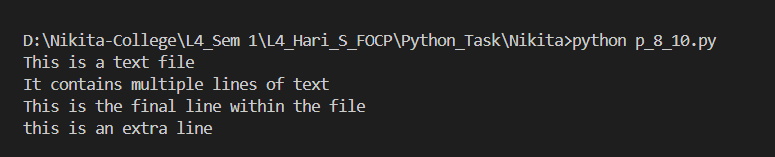 D:\Nikita-College\L4_Sem 1\L4_Hari_S_FOCP\Python_Task\Nikita>python p_8_10.py
This is a text file
It contains multiple lines of text
This is the final line within the file
this is an extra line